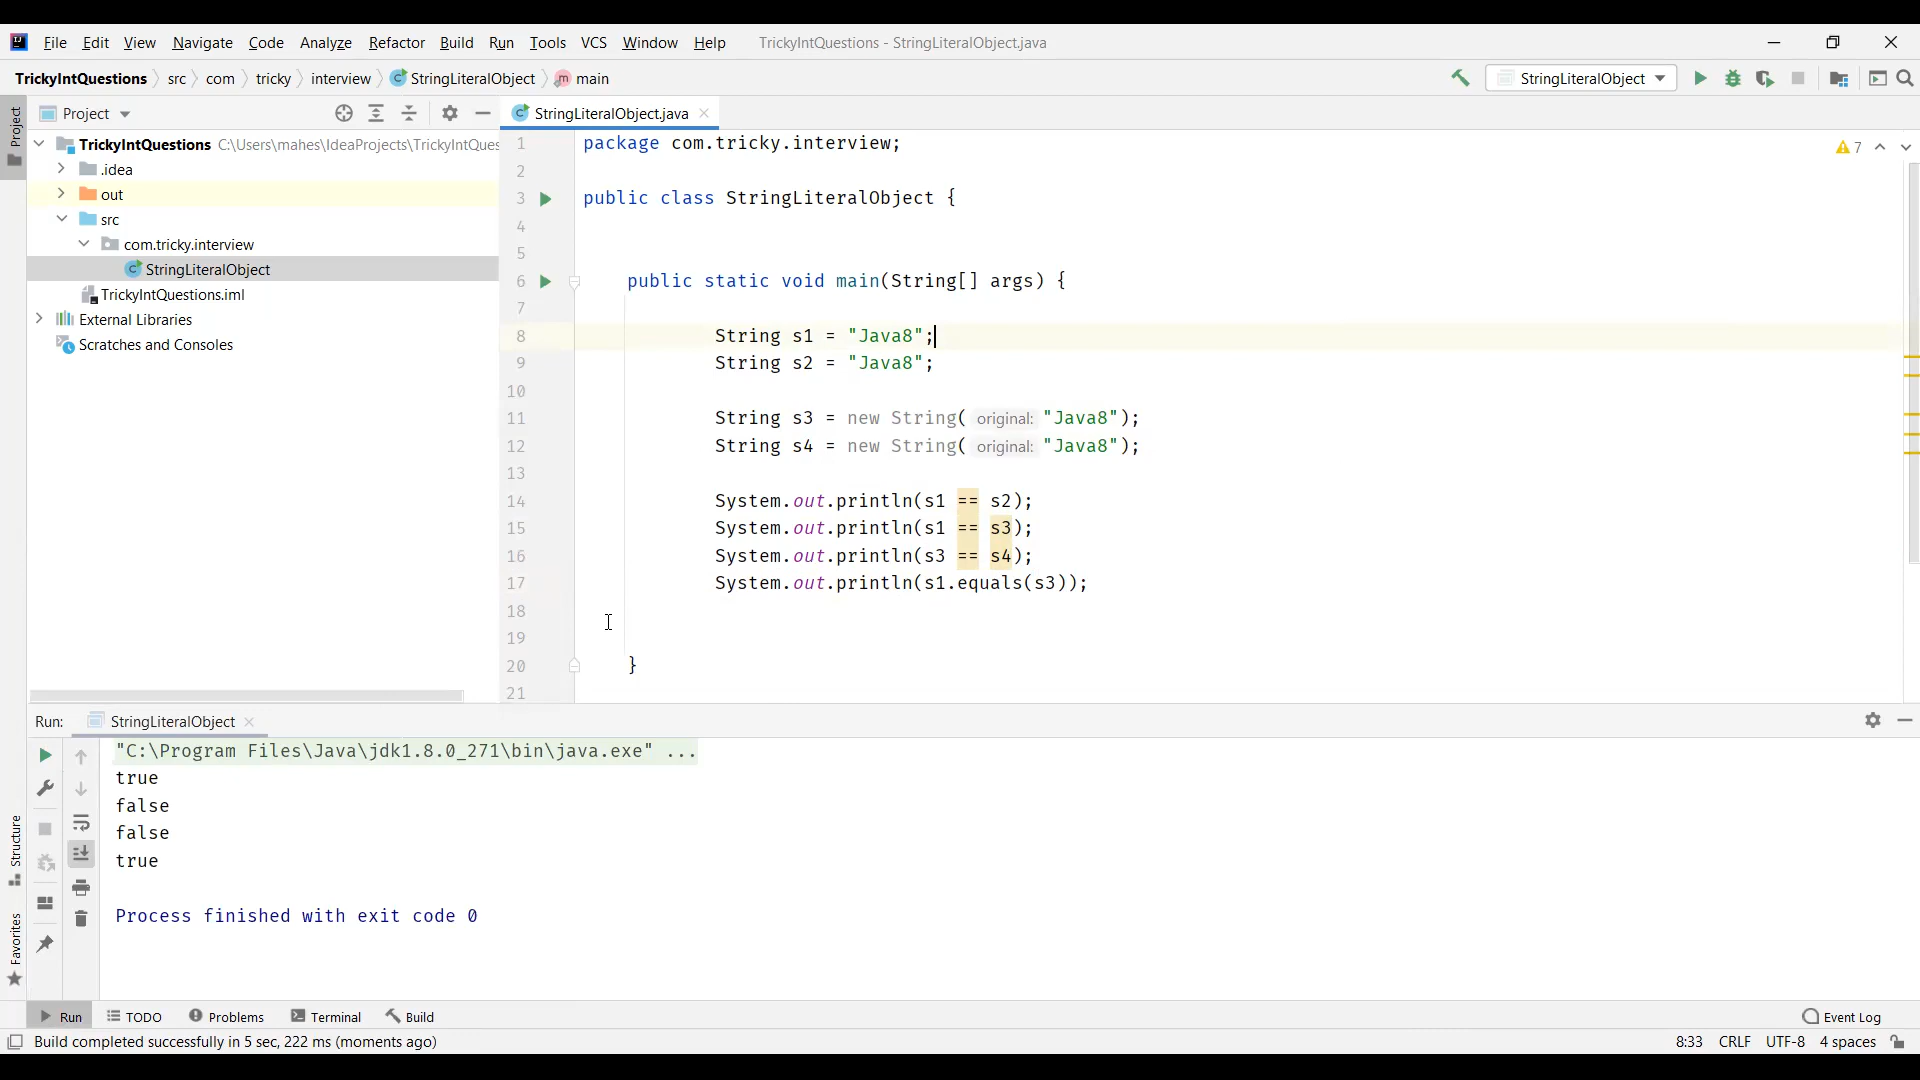 File Edit View Navigate Code Analyze Refactor Build Run Tools VCS Window Help TrickyIntQuestions - StringLiteralObject.java
TrickyIntQuestions src com tricky interview StringLiteralObject main StringLiteralObject
Project
Project
StringLiteralObject.java
TrickyIntQuestions C:\Users\mahes\IdeaProjects\TrickyIntQues
.idea
out
src
com.tricky.interview
StringLiteralObject
TrickyIntQuestions.iml
External Libraries
Scratches and Consoles
7
1 package com.tricky.interview;
2
3 public class StringLiteralObject {
4
5
6 public static void main(String[] args) {
7
8 String s1 = "Java8";
9 String s2 = "Java8";
10
11 String s3 = new String( original: "Java8");
12 String s4 = new String( original: "Java8");
13
14 System.out.println(s1 == s2);
15 System.out.println(s1 == s3);
16 System.out.println(s3 == s4);
17 System.out.println(s1.equals(s3));
18
19
20 }
21
Run: StringLiteralObject
"C:\Program Files\Java\jdk1.8.0_271\bin\java.exe" ...
true
false
false
true
Process finished with exit code 0
Structure
Favorites
Run TODO Problems Terminal Build Event Log
Build completed successfully in 5 sec, 222 ms (moments ago) 8:33 CRLF UTF-8 4 spaces